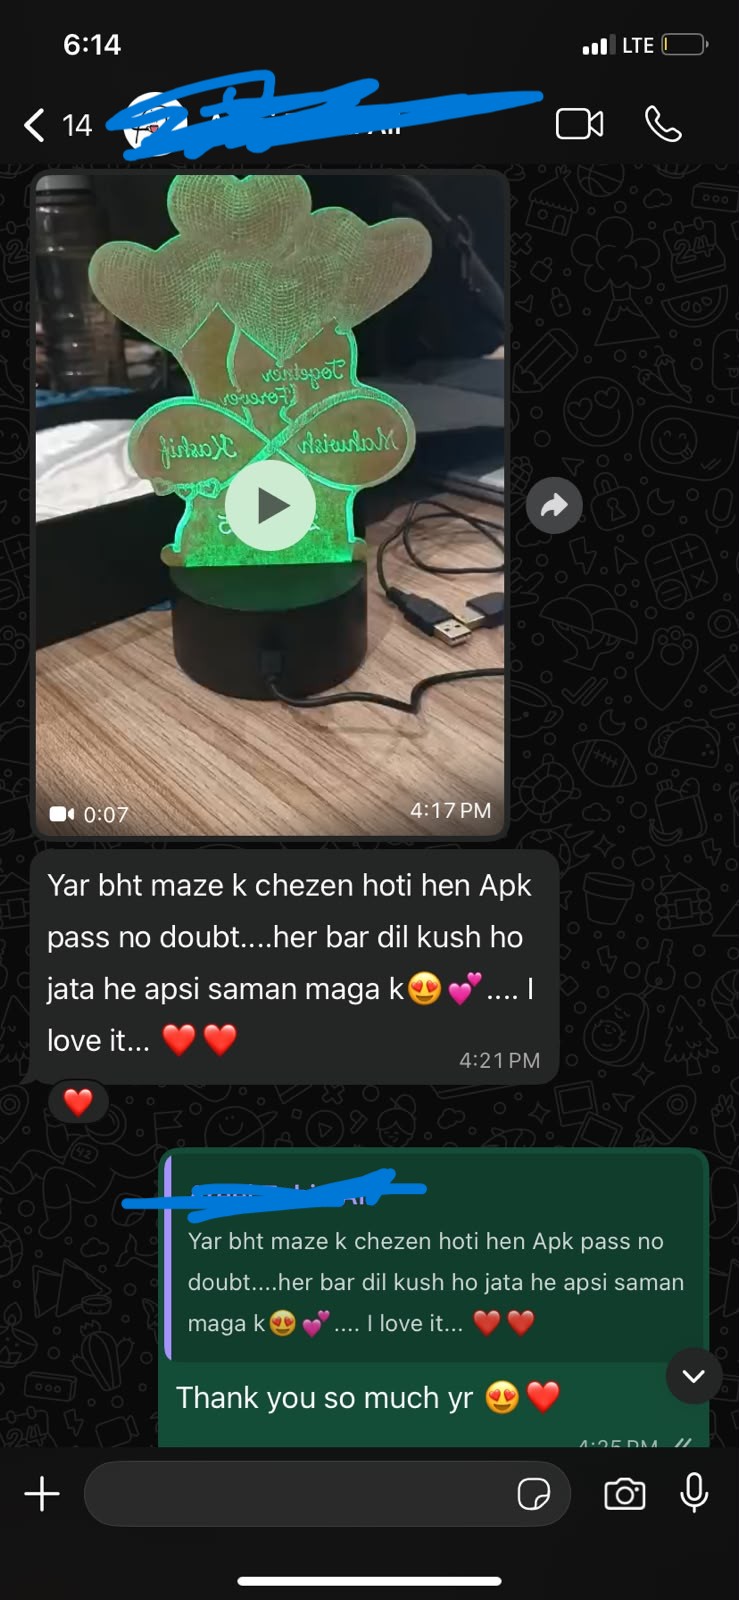 6:14
LTE
14
Together
Forever
Kashif
Mahwish
0:07
4:17 PM
Yar bht maze k chezen hoti hen Apk
pass no doubt....her bar dil kush ho
jata he apsi saman maga k😍💕.... I
love it... ❤️❤️
4:21 PM
❤️
Yar bht maze k chezen hoti hen Apk pass no
doubt....her bar dil kush ho jata he apsi saman
maga k😍💕.... I love it... ❤️❤️
Thank you so much yr 😍❤️
4:25 PM